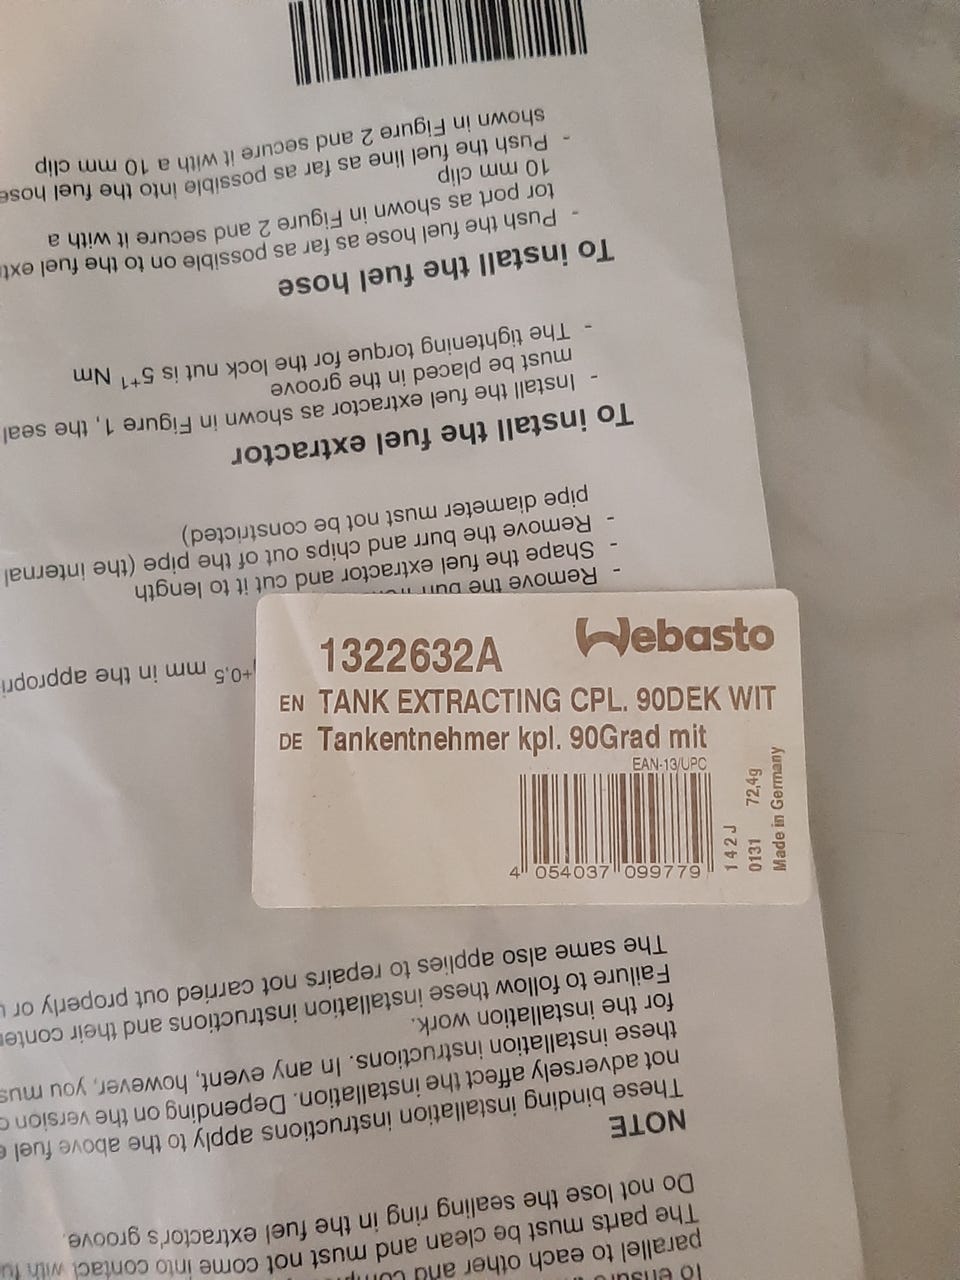 Webasto
1322632A
EN TANK EXTRACTING CPL. 90DEK WIT
DE Tankentnehmer kpl. 90Grad mit
EAN-13/UPC
4 054037 099779
142J
0131 72,4g
Made in Germany
to ensure
parallel to each other and
The parts must be clean and must not come into contact with
Do not lose the sealing ring in the fuel extractor's groove.
NOTE
These binding installation instructions apply to the above fuel
not adversely affect the installation. Depending on the version
these installation instructions. In any event, however, you
for the installation work.
Failure to follow these installation instructions and their
The same also applies to repairs not carried out properly or
+0,5 mm in the
- Remove the
- Shape the fuel extractor and cut it to length
- Remove the burr and chips out of the pipe (the internal
pipe diameter must not be constricted)
To install the fuel extractor
- Install the fuel extractor as shown in Figure 1, the seal
must be placed in the groove
- The tightening torque for the lock nut is 5+1 Nm
To install the fuel hose
- Push the fuel hose as far as possible on to the fuel
tor port as shown in Figure 2 and secure it with a
10 mm clip
- Push the fuel line as far as possible into the fuel hose
shown in Figure 2 and secure it with a 10 mm clip